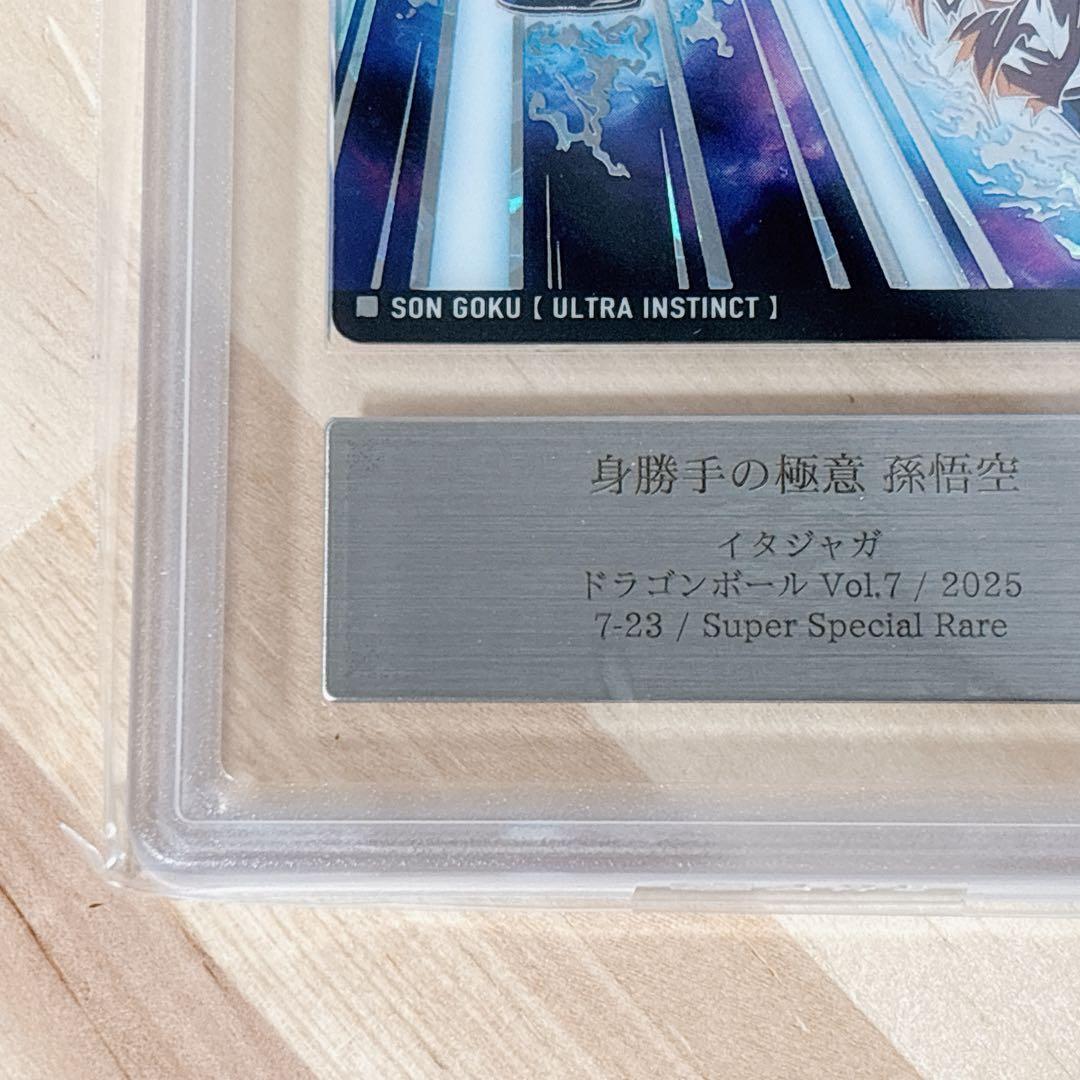 SON GOKU【 ULTRA INSTINCT 】
身勝手の極意 孫悟空
イタジャガ
ドラゴンボール Vol.7 / 2025
7-23 / Super Special Rare